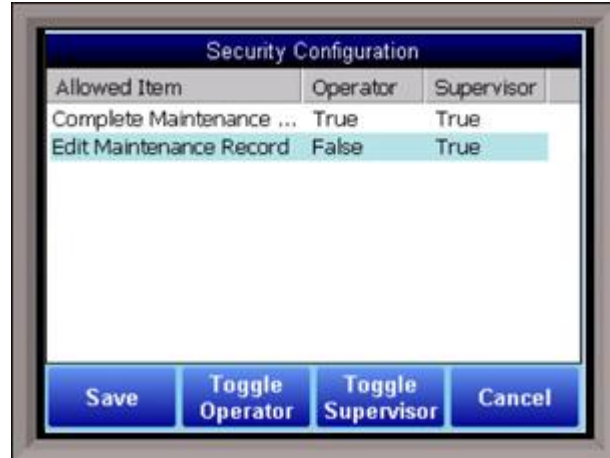 Security Configuration
Allowed Item Operator Supervisor
Complete Maintenance ... True True
Edit Maintenance Record False True
Save Toggle Operator Toggle Supervisor Cancel